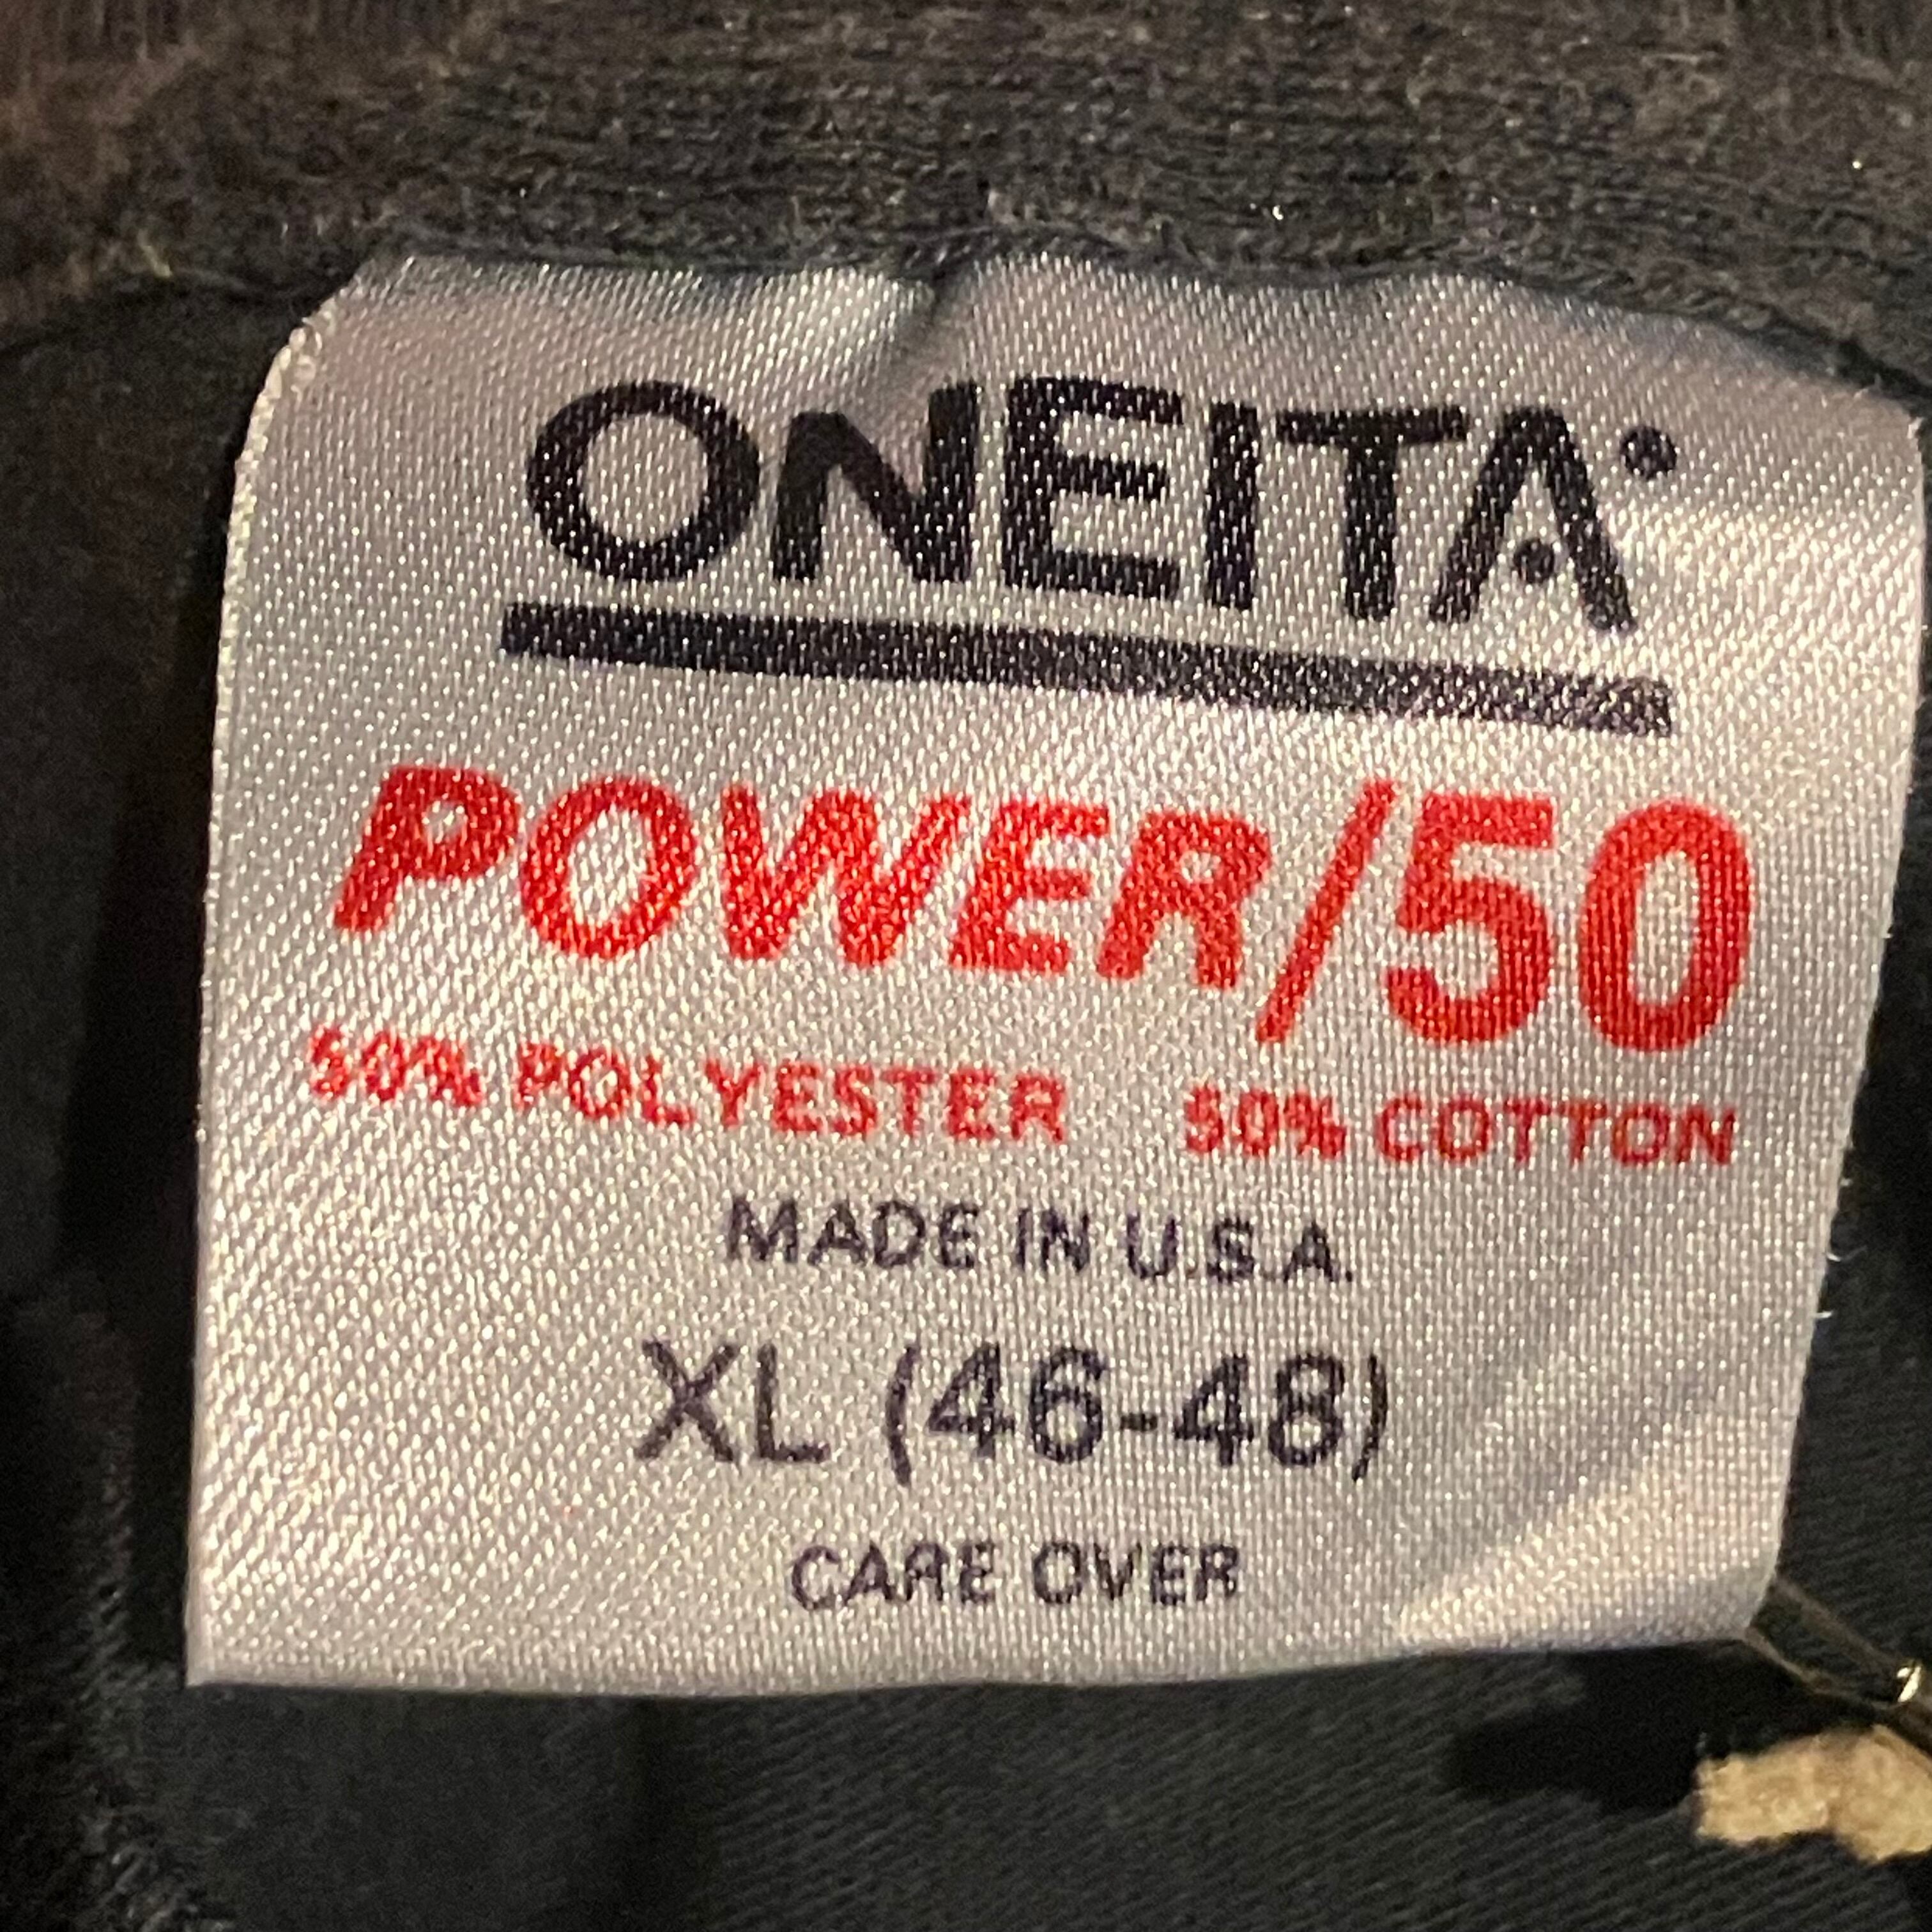 ONEITA
POWER/50
50% POLYESTER 50% COTTON
MADE IN U.S.A.
XL (46-48)
CARE OVER